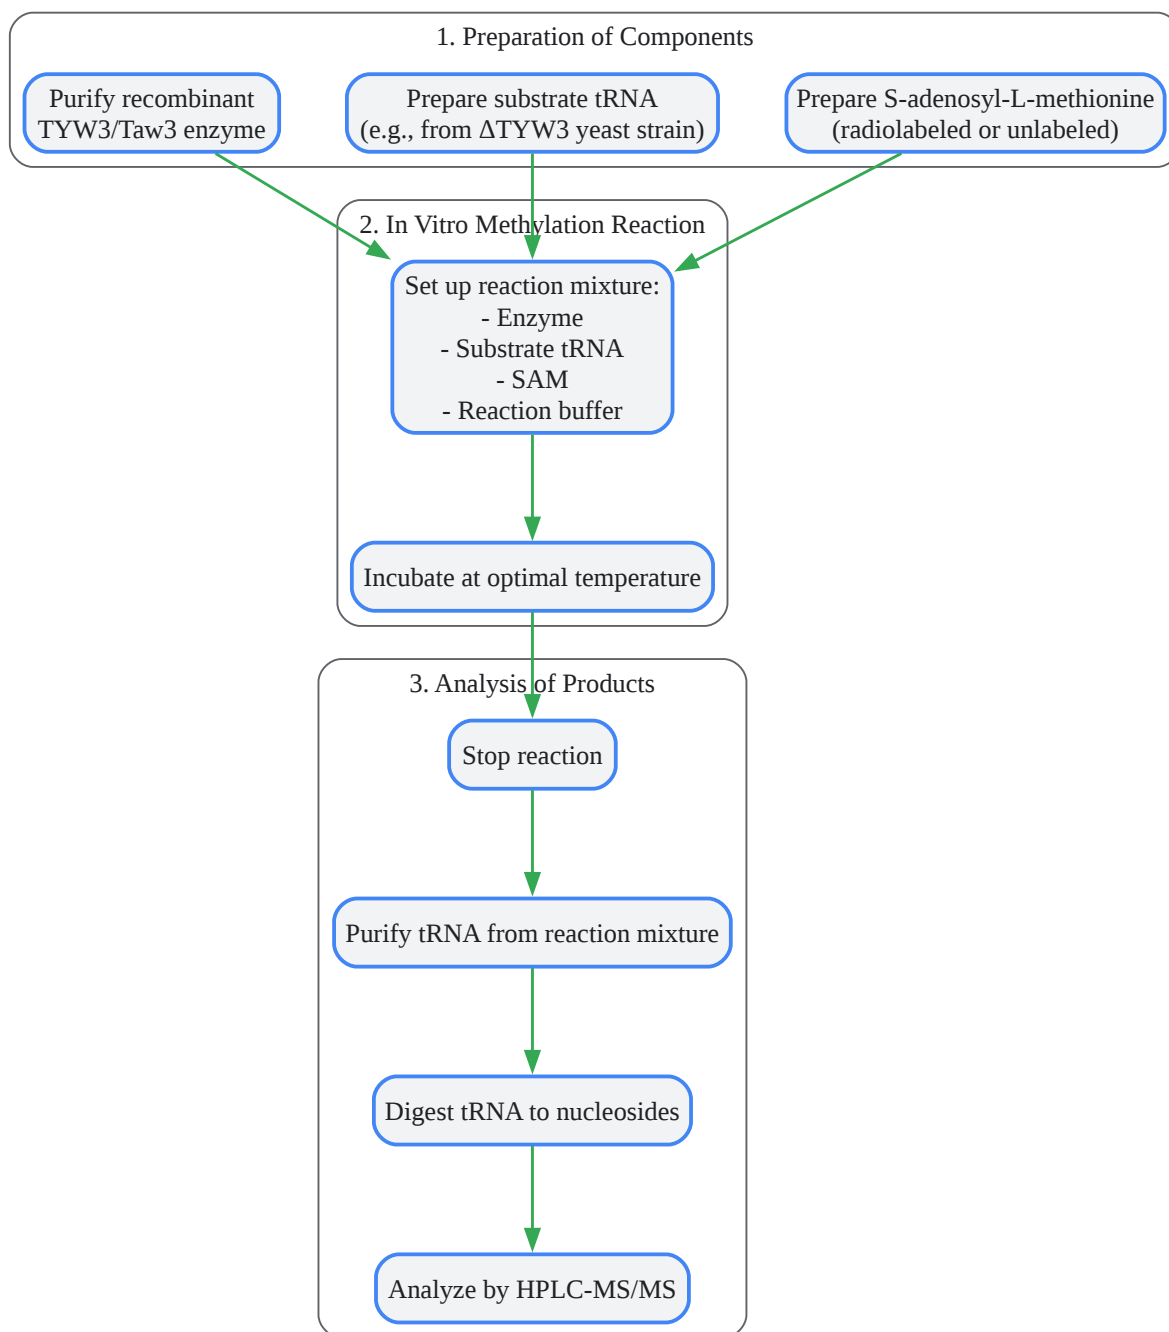 1. Preparation of Components
Purify recombinant
TYW3/Taw3 enzyme
Prepare substrate tRNA
(e.g., from ΔTYW3 yeast strain)
Prepare S-adenosyl-L-methionine
(radiolabeled or unlabeled)
2. In Vitro Methylation Reaction
Set up reaction mixture:
- Enzyme
- Substrate tRNA
- SAM
- Reaction buffer
Incubate at optimal temperature
3. Analysis of Products
Stop reaction
Purify tRNA from reaction mixture
Digest tRNA to nucleosides
Analyze by HPLC-MS/MS